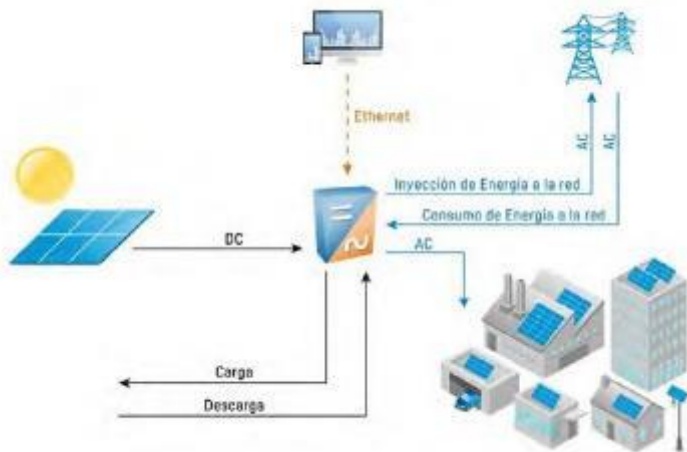 Ethernet
AC
AC
Inyección de Energía a la red
Consumo de Energía a la red
DC
AC
Carga
Descarga